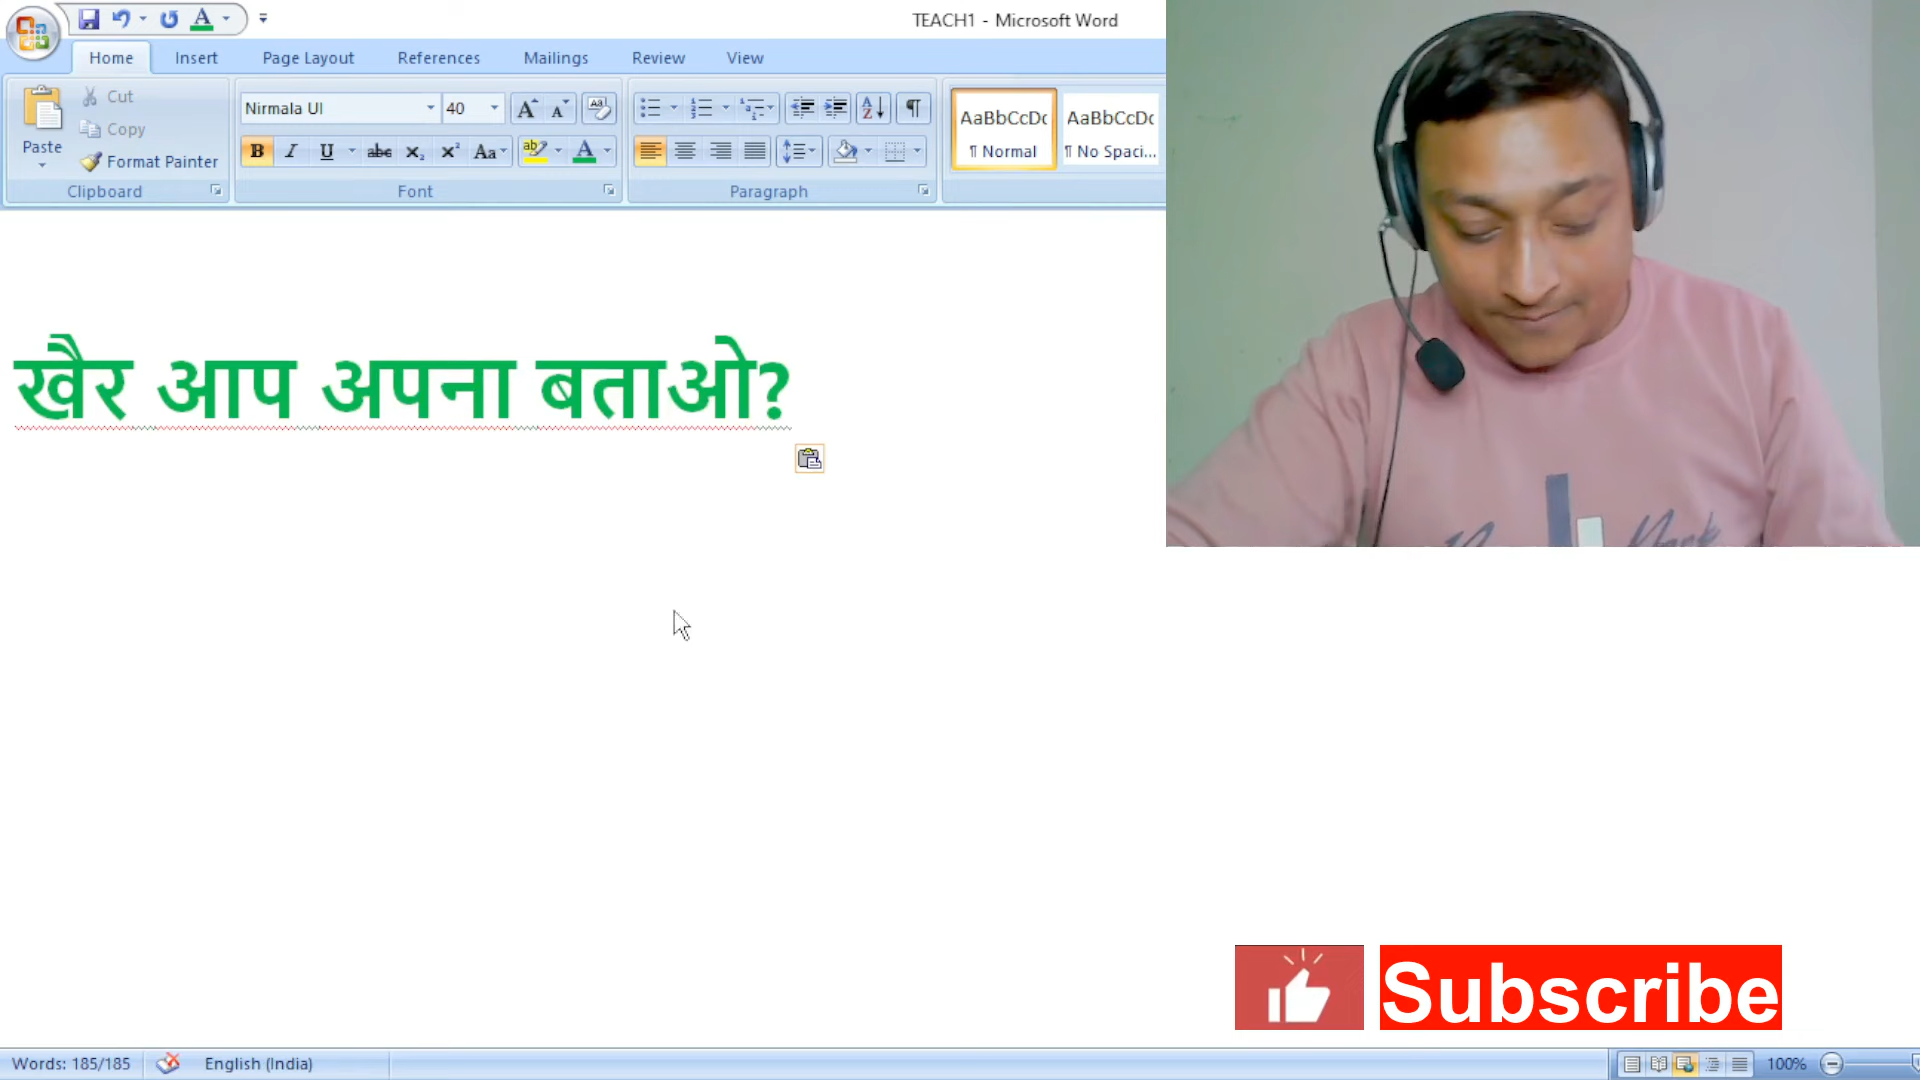 TEACH1 - Microsoft Word
Home Insert Page Layout References Mailings Review View
Paste
Cut
Copy
Format Painter
Clipboard
Nirmala UI 40
Font
Paragraph
AaBbCcDc AaBbCcDc
¶ Normal ¶ No Spaci...
खैर आप अपना बताओ?
Subscribe
Words: 185/185 English (India) 100%